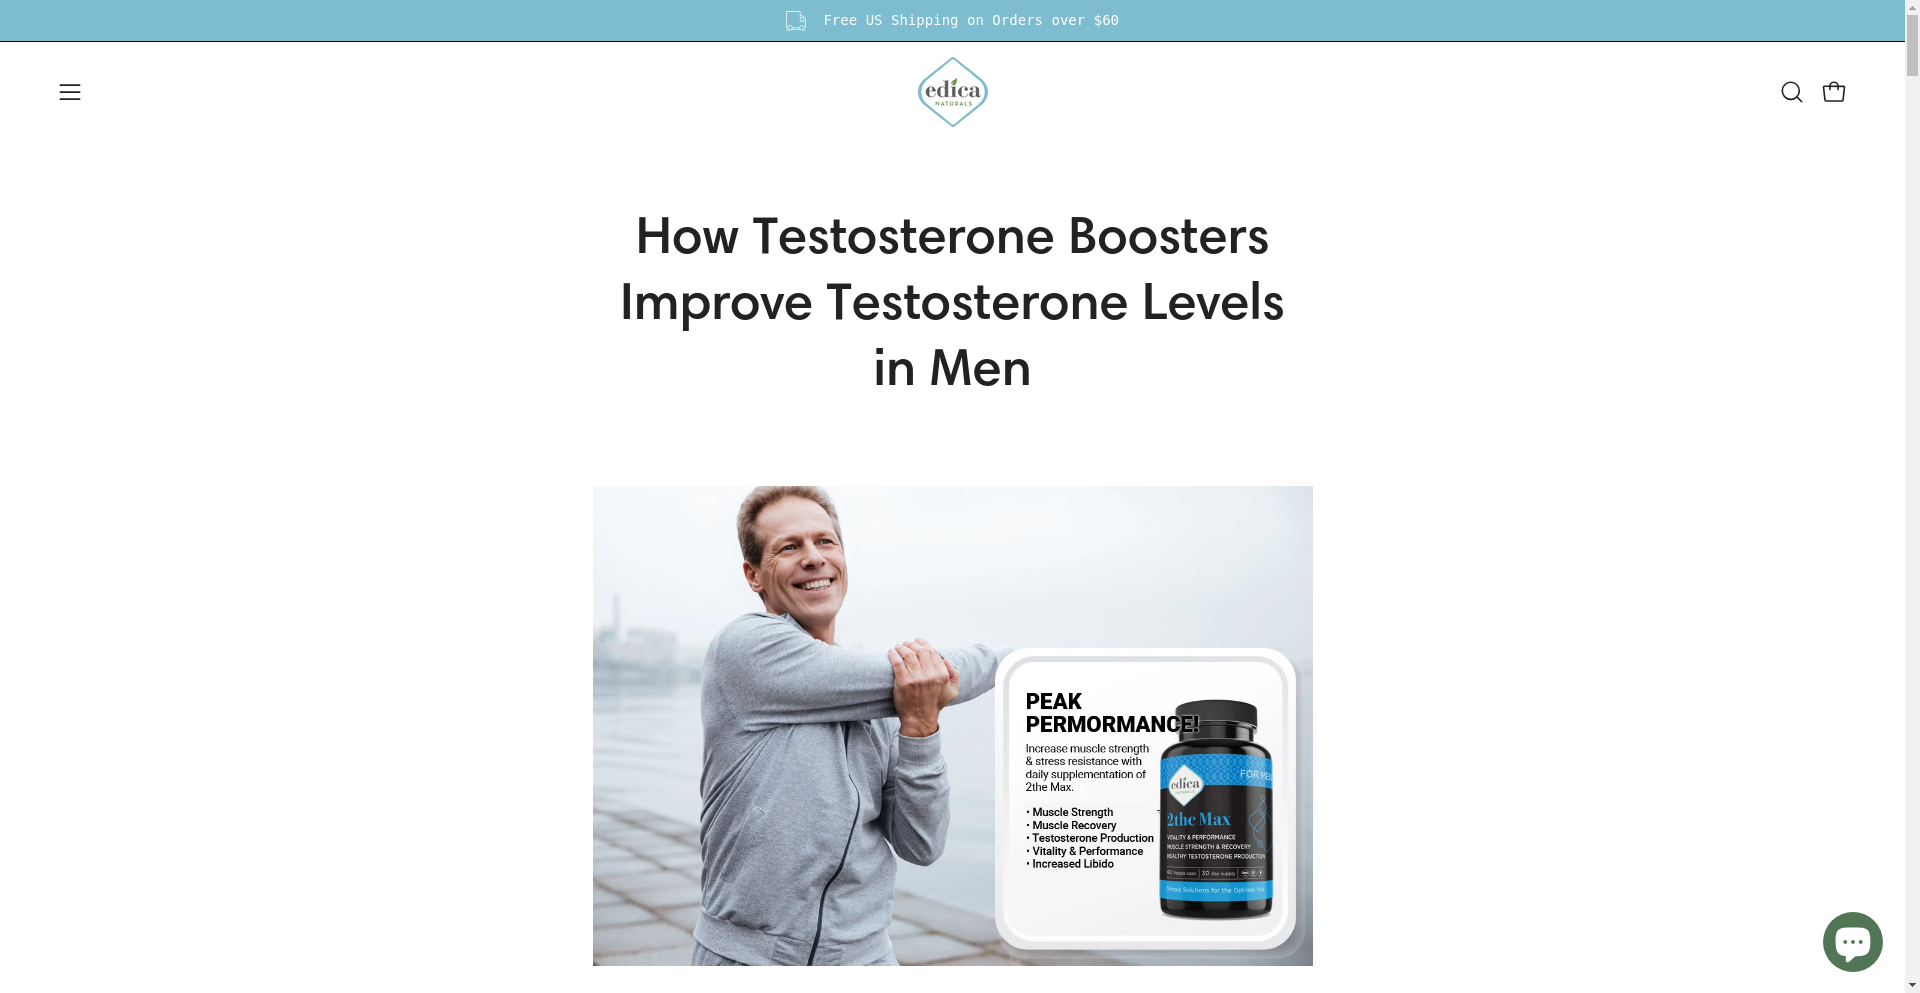 Free US Shipping on Orders over $60
edica
NATURALS
How Testosterone Boosters
Improve Testosterone Levels
in Men
PEAK
PERMORMANCE!
Increase muscle strength
& stress resistance with
daily supplementation of
2the Max.
• Muscle Strength
• Muscle Recovery
• Testosterone Production
• Vitality & Performance
• Increased Libido
FOR MEN
edica
NATURALS
2the Max
VITALITY & PERFORMANCE
MUSCLE STRENGTH & RECOVERY
HEALTHY TESTOSTERONE PRODUCTION
60 Veggie caps | 30 day supply
Simple Solutions for the Optimal You